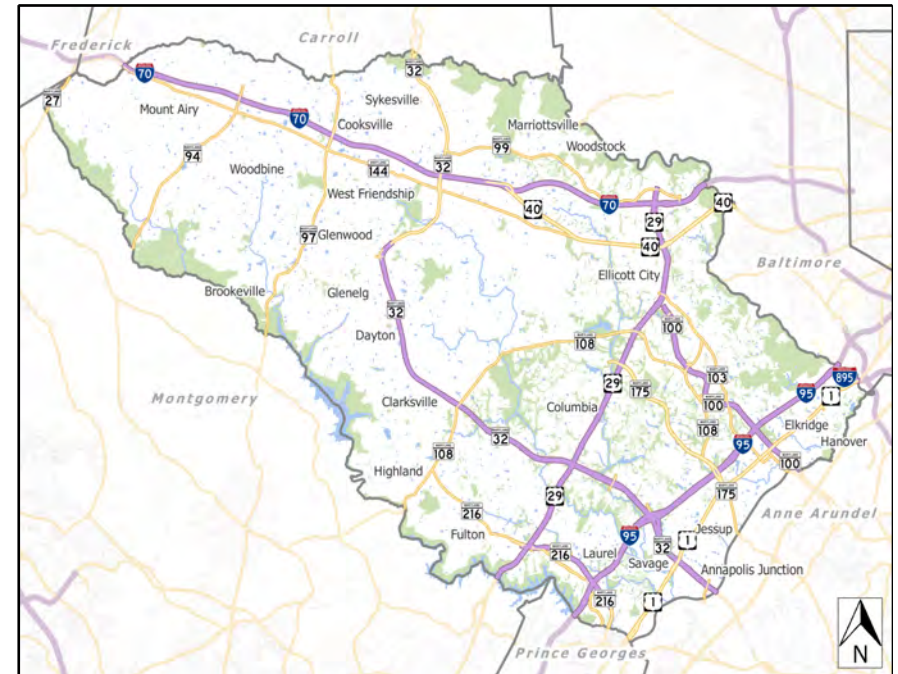 Frederick
Carroll
70
32
27
Mount Airy
70
Sykesville
Cooksville
Marriottsville
94
99
Woodstock
Woodbine
144
32
West Friendship
40
70
29
40
97
Glenwood
40
Ellicott City
Baltimore
Brookeville
Glenelg
32
Dayton
100
108
Montgomery
29
175
103
95
895
1
Clarksville
Columbia
100
108
Elkridge
Hanover
108
32
95
100
Highland
29
175
Anne Arundel
216
Fulton
Jessup
95
1
216
Laurel
32
Savage
Annapolis Junction
216
1
Prince Georges
N